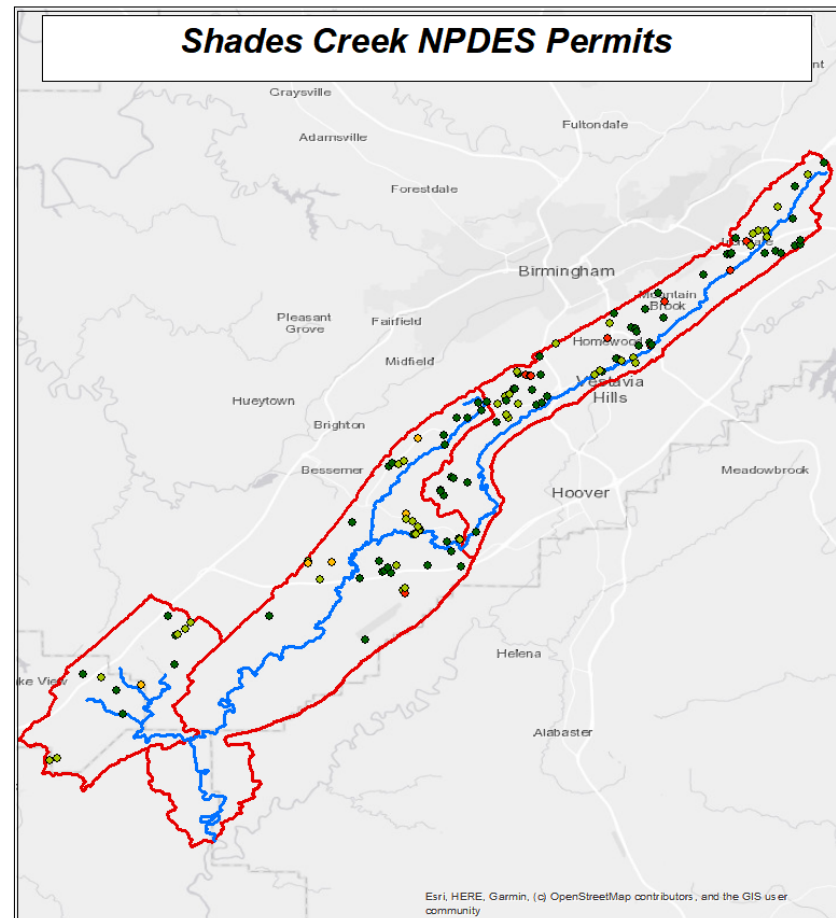 Shades Creek NPDES Permits
Graysville
Fultondale
Adamsville
Forestdale
Birmingham
Mountain
Brook
Pleasant
Grove
Fairfield
Homewood
Midfield
Vestavia
Hills
Hueytown
Brighton
Bessemer
Meadowbrook
Hoover
Helena
View
Alabaster
Esri, HERE, Garmin, (c) OpenStreetMap contributors, and the GIS user
community